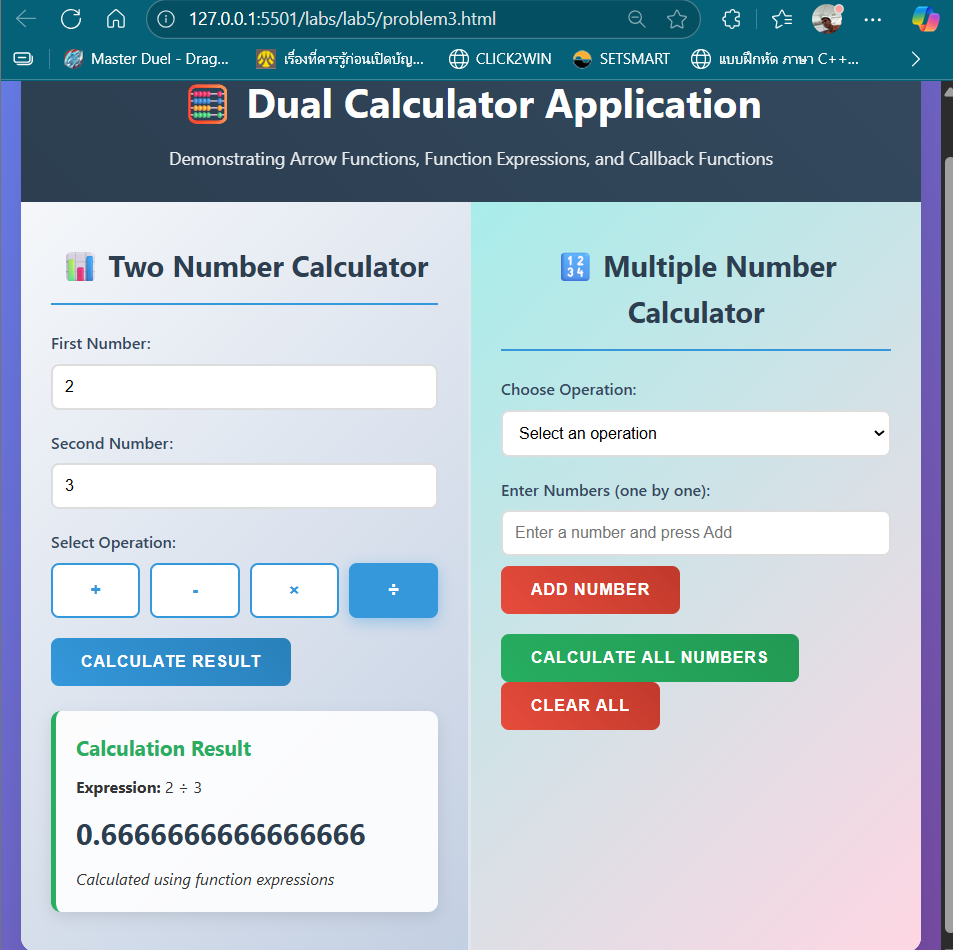 127.0.0.1:5501/labs/lab5/problem3.html
Master Duel - Drag...
เรื่องที่ควรรู้ก่อนเปิดบัญ...
CLICK2WIN
SETSMART
แบบฝึกหัด ภาษา C++...
Dual Calculator Application
Demonstrating Arrow Functions, Function Expressions, and Callback Functions
Two Number Calculator
First Number:
2
Second Number:
3
Select Operation:
+ - × ÷
CALCULATE RESULT
Calculation Result
Expression: 2 ÷ 3
0.6666666666666666
Calculated using function expressions
1 2
3 4
Multiple Number
Calculator
Choose Operation:
Select an operation
Enter Numbers (one by one):
Enter a number and press Add
ADD NUMBER
CALCULATE ALL NUMBERS
CLEAR ALL